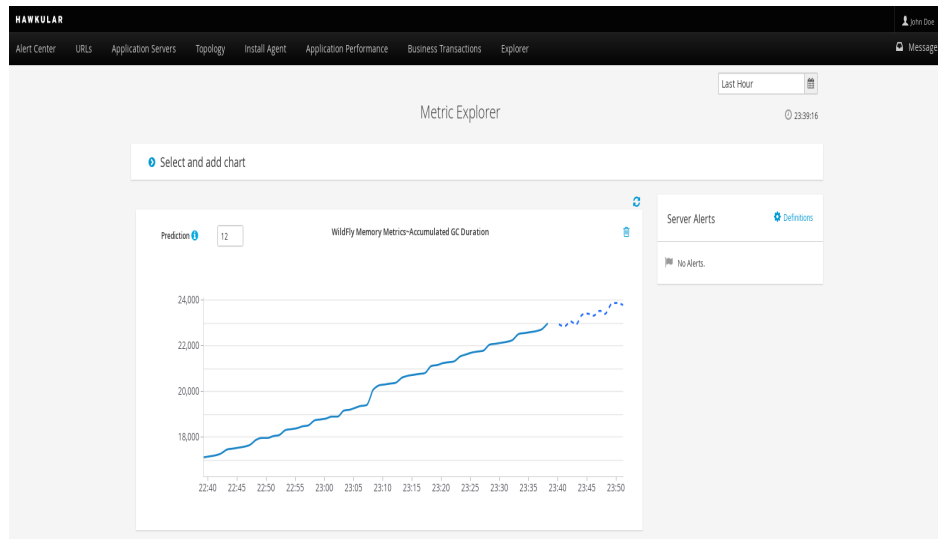 HAWKULAR
John Doe
Alert Center URLs Application Servers Topology Install Agent Application Performance Business Transactions Explorer
Message
Last Hour
Metric Explorer
23:39:16
Select and add chart
Server Alerts Definitions
No Alerts.
Prediction 12 WildFly Memory Metrics~Accumulated GC Duration
24,000
22,000
20,000
18,000
22:40 22:45 22:50 22:55 23:00 23:05 23:10 23:15 23:20 23:25 23:30 23:35 23:40 23:45 23:50